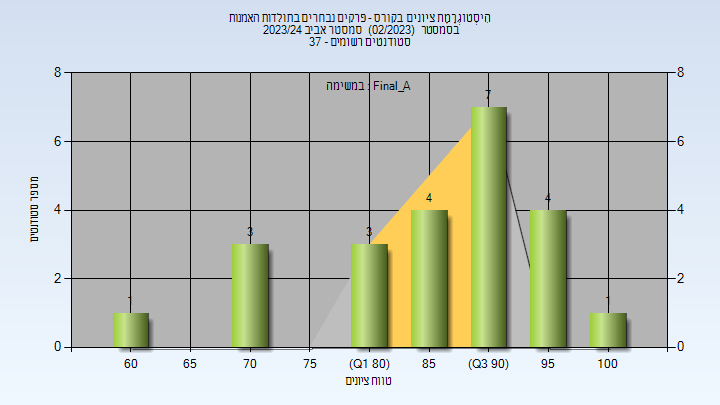 היסטוגרמת ציונים בקורס - פרקים נבחרים בתולדות האמנות
בסמסטר (02/2023) סמסטר אביב 2023/24
סטודנטים רשומים - 37
במשימה : Final_A
מספר סטודנטים
8 8
6 6
4 4
2 2
0 0
1 3 3 4 7 4 1
60 65 70 75 (Q1 80) 85 (Q3 90) 95 100
טווח ציונים